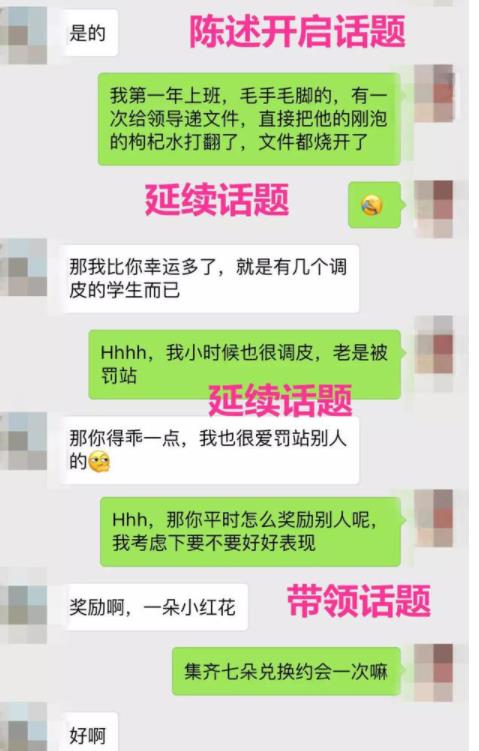 是的
陈述开启话题
我第一年上班，毛手毛脚的，有一
次给领导递文件，直接把他的刚泡
的枸杞水打翻了，文件都烧开了
延续话题
那我比你幸运多了，就是有几个调
皮的学生而已
Hhhh，我小时候也很调皮，老是被
罚站
延续话题
那你得乖一点，我也很爱罚站别人
的
Hhh，那你平时怎么奖励别人呢，
我考虑下要不要好好表现
奖励啊，一朵小红花
带领话题
集齐七朵兑换约会一次嘛
好啊